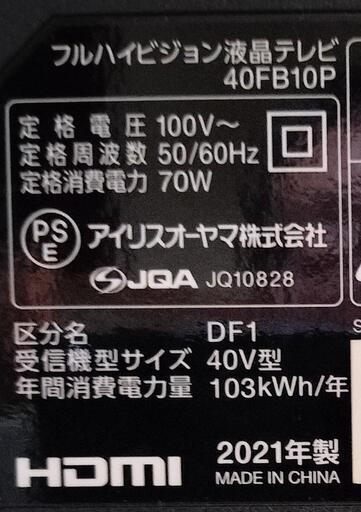 フルハイビジョン液晶テレビ
40FB10P
定格電圧 100V～
定格周波数 50/60Hz
定格消費電力 70W
PS
E
アイリスオーヤマ株式会社
JQA JQ10828
区分名 DF1
受信機型サイズ 40V型
年間消費電力量 103kWh/年
HDMI
2021年製
MADE IN CHINA